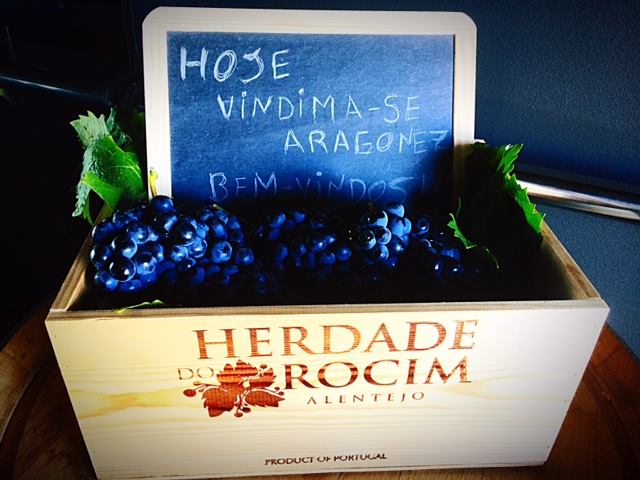 HOJE
VINDIMA-SE
ARAGONEZ
BEM-VINDOS!
HERDADE
DO ROCIM
ALENTEJO
PRODUCT OF PORTUGAL